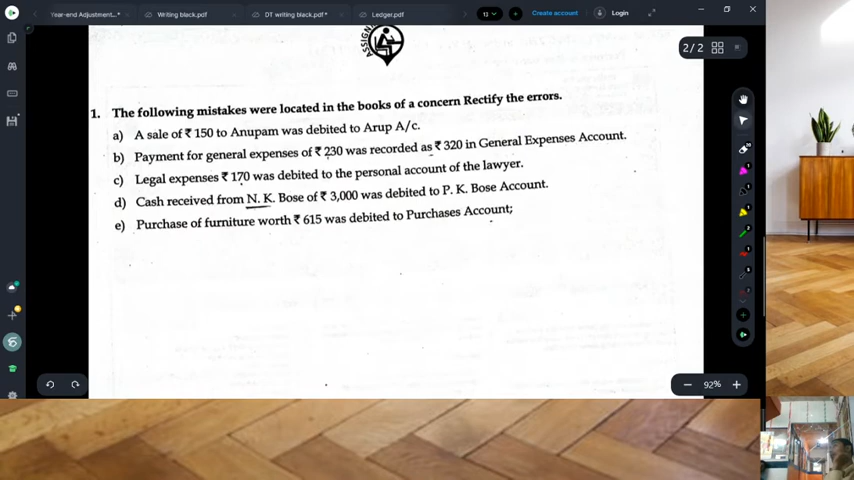 Year-end Adjustment...*
Writing bleck.pdf
DT writing bleck.pdf*
Ledger.pdf
13
Create account
Login
2/2
ASSIGN
1. The following mistakes were located in the books of a concern Rectify the errors.
a) A sale of ₹ 150 to Anupam was debited to Arup A/c.
b) Payment for general expenses of ₹ 230 was recorded as ₹ 320 in General Expenses Account.
c) Legal expenses ₹ 170 was debited to the personal account of the lawyer.
d) Cash received from N. K. Bose of ₹ 3,000 was debited to P. K. Bose Account.
e) Purchase of furniture worth ₹ 615 was debited to Purchases Account;
92%